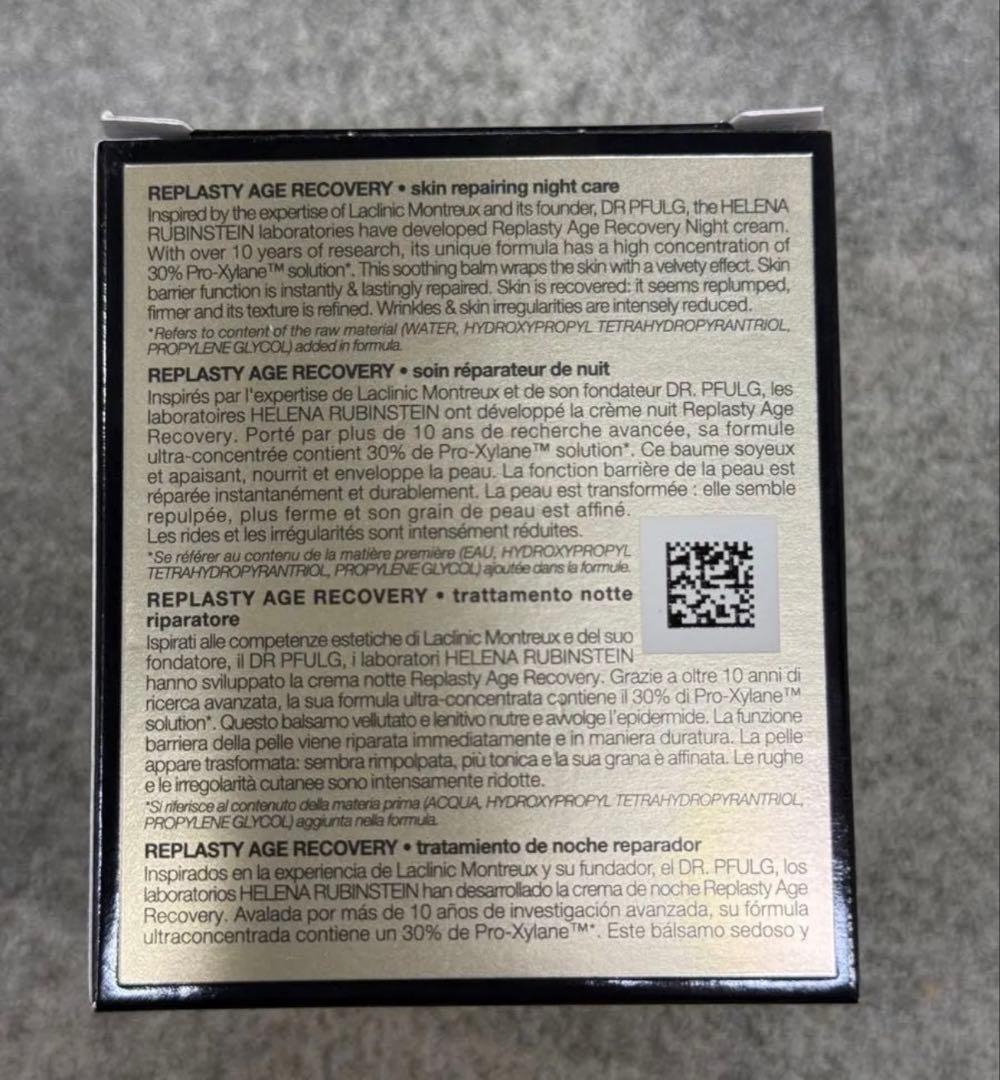 REPLASTY AGE RECOVERY • skin repairing night care
Inspired by the expertise of Laclinic Montreux and its founder, DR PFULG, the HELENA
RUBINSTEIN laboratories have developed Replasty Age Recovery Night cream.
With over 10 years of research, its unique formula has a high concentration of
30% Pro-Xylane™ solution*. This soothing balm wraps the skin with a velvety effect. Skin
barrier function is instantly & lastingly repaired. Skin is recovered: it seems replumped,
firmer and its texture is refined. Wrinkles & skin irregularities are intensely reduced.
*Refers to content of the raw material (WATER, HYDROXYPROPYL TETRAHYDROPYRANTRIOL,
PROPYLENE GLYCOL) added in formula.
REPLASTY AGE RECOVERY • soin réparateur de nuit
Inspirés par l'expertise de Laclinic Montreux et de son fondateur DR. PFULG, les
laboratoires HELENA RUBINSTEIN ont développé la crème nuit Replasty Age
Recovery. Porté par plus de 10 ans de recherche avancée, sa formule
ultra-concentrée contient 30% de Pro-Xylane™ solution*. Ce baume soyeux
et apaisant, nourrit et enveloppe la peau. La fonction barrière de la peau est
réparée instantanément et durablement. La peau est transformée : elle semble
repulpée, plus ferme et son grain de peau est affiné.
Les rides et les irrégularités sont intensément réduites.
*Se référer au contenu de la matière première (EAU, HYDROXYPROPYL
TETRAHYDROPYRANTRIOL, PROPYLENE GLYCOL) ajoutée dans la formule.
REPLASTY AGE RECOVERY • trattamento notte
riparatore
Ispirati alle competenze estetiche di Laclinic Montreux e del suo
fondatore, il DR PFULG, i laboratori HELENA RUBINSTEIN
hanno sviluppato la crema notte Replasty Age Recovery. Grazie a oltre 10 anni di
ricerca avanzata, la sua formula ultra-concentrata contiene il 30% di Pro-Xylane™
solution*. Questo balsamo vellutato e lenitivo nutre e avvolge l'epidermide. La funzione
barriera della pelle viene riparata immediatamente e in maniera duratura. La pelle
appare trasformata: sembra rimpolpata, più tonica e la sua grana è affinata. Le rughe
e le irregolarità cutanee sono intensamente ridotte.
*Si riferisce al contenuto della materia prima (ACQUA, HYDROXYPROPYL TETRAHYDROPYRANTRIOL,
PROPYLENE GLYCOL) aggiunta nella formula.
REPLASTY AGE RECOVERY • tratamiento de noche reparador
Inspirados en la experiencia de Laclinic Montreux y su fundador, el DR. PFULG, los
laboratorios HELENA RUBINSTEIN han desarrollado la crema de noche Replasty Age
Recovery. Avalada por más de 10 años de investigación avanzada, su fórmula
ultraconcentrada contiene un 30% de Pro-Xylane™*. Este bálsamo sedoso y